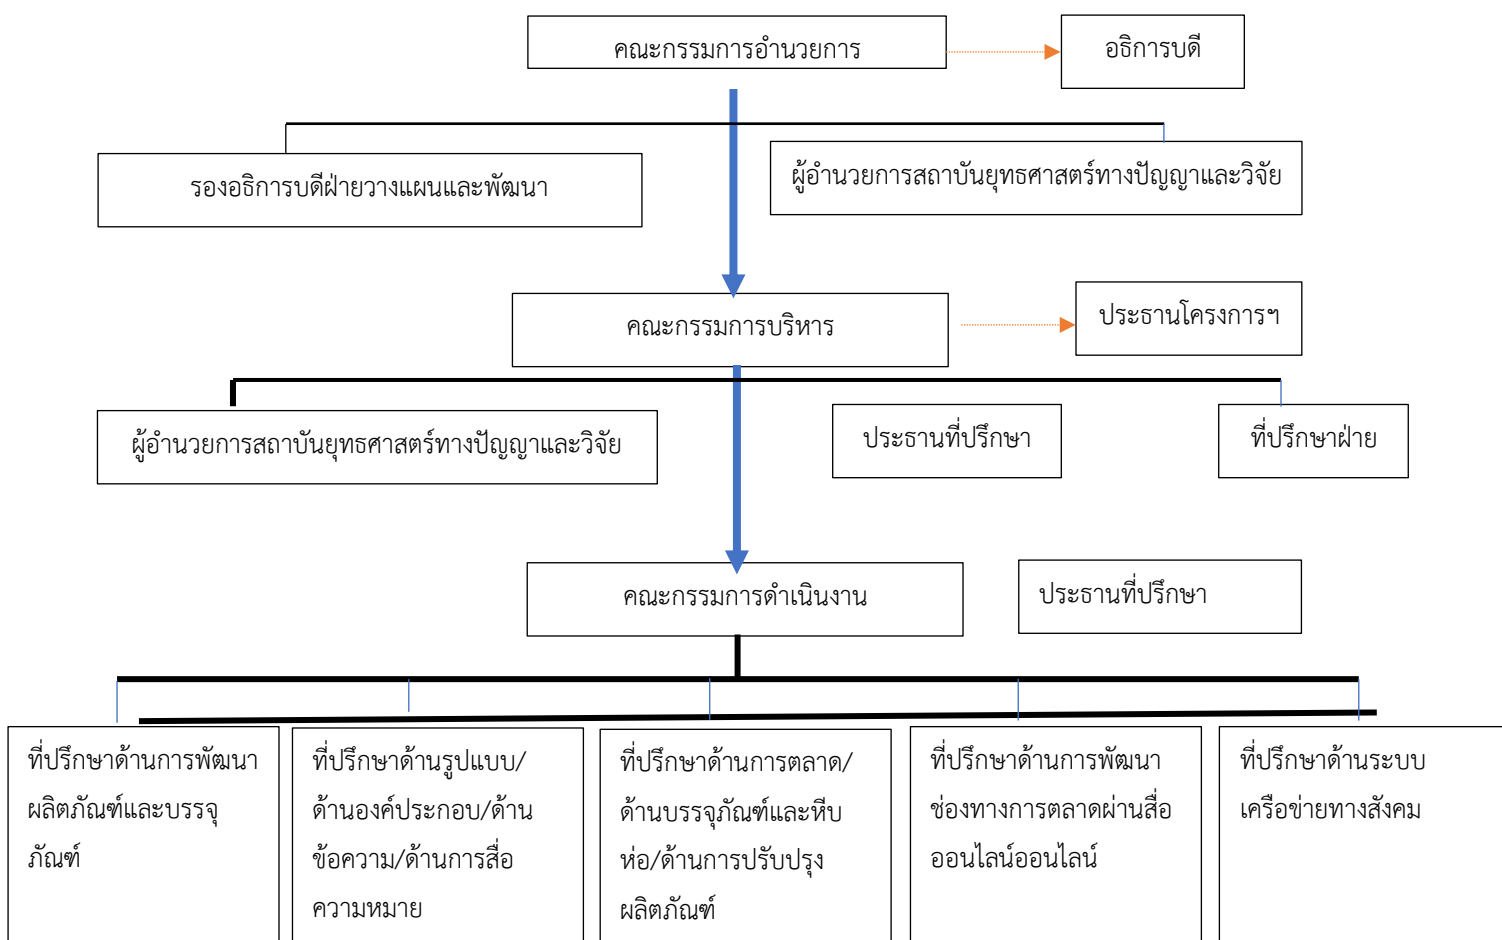 คณะกรรมการอำนวยการ
อธิการบดี
รองอธิการบดีฝ่ายวางแผนและพัฒนา
ผู้อำนวยการสถาบันยุทธศาสตร์ทางปัญญาและวิจัย
คณะกรรมการบริหาร
ประธานโครงการฯ
ผู้อำนวยการสถาบันยุทธศาสตร์ทางปัญญาและวิจัย
ประธานที่ปรึกษา
ที่ปรึกษาฝ่าย
คณะกรรมการดำเนินงาน
ประธานที่ปรึกษา
ที่ปรึกษาด้านการพัฒนา
ผลิตภัณฑ์และบรรจุ
ภัณฑ์
ที่ปรึกษาด้านรูปแบบ/
ด้านองค์ประกอบ/ด้าน
ข้อความ/ด้านการสื่อ
ความหมาย
ที่ปรึกษาด้านการตลาด/
ด้านบรรจุภัณฑ์และหีบ
ห่อ/ด้านการปรับปรุง
ผลิตภัณฑ์
ที่ปรึกษาด้านการพัฒนา
ช่องทางการตลาดผ่านสื่อ
ออนไลน์ออนไลน์
ที่ปรึกษาด้านระบบ
เครือข่ายทางสังคม